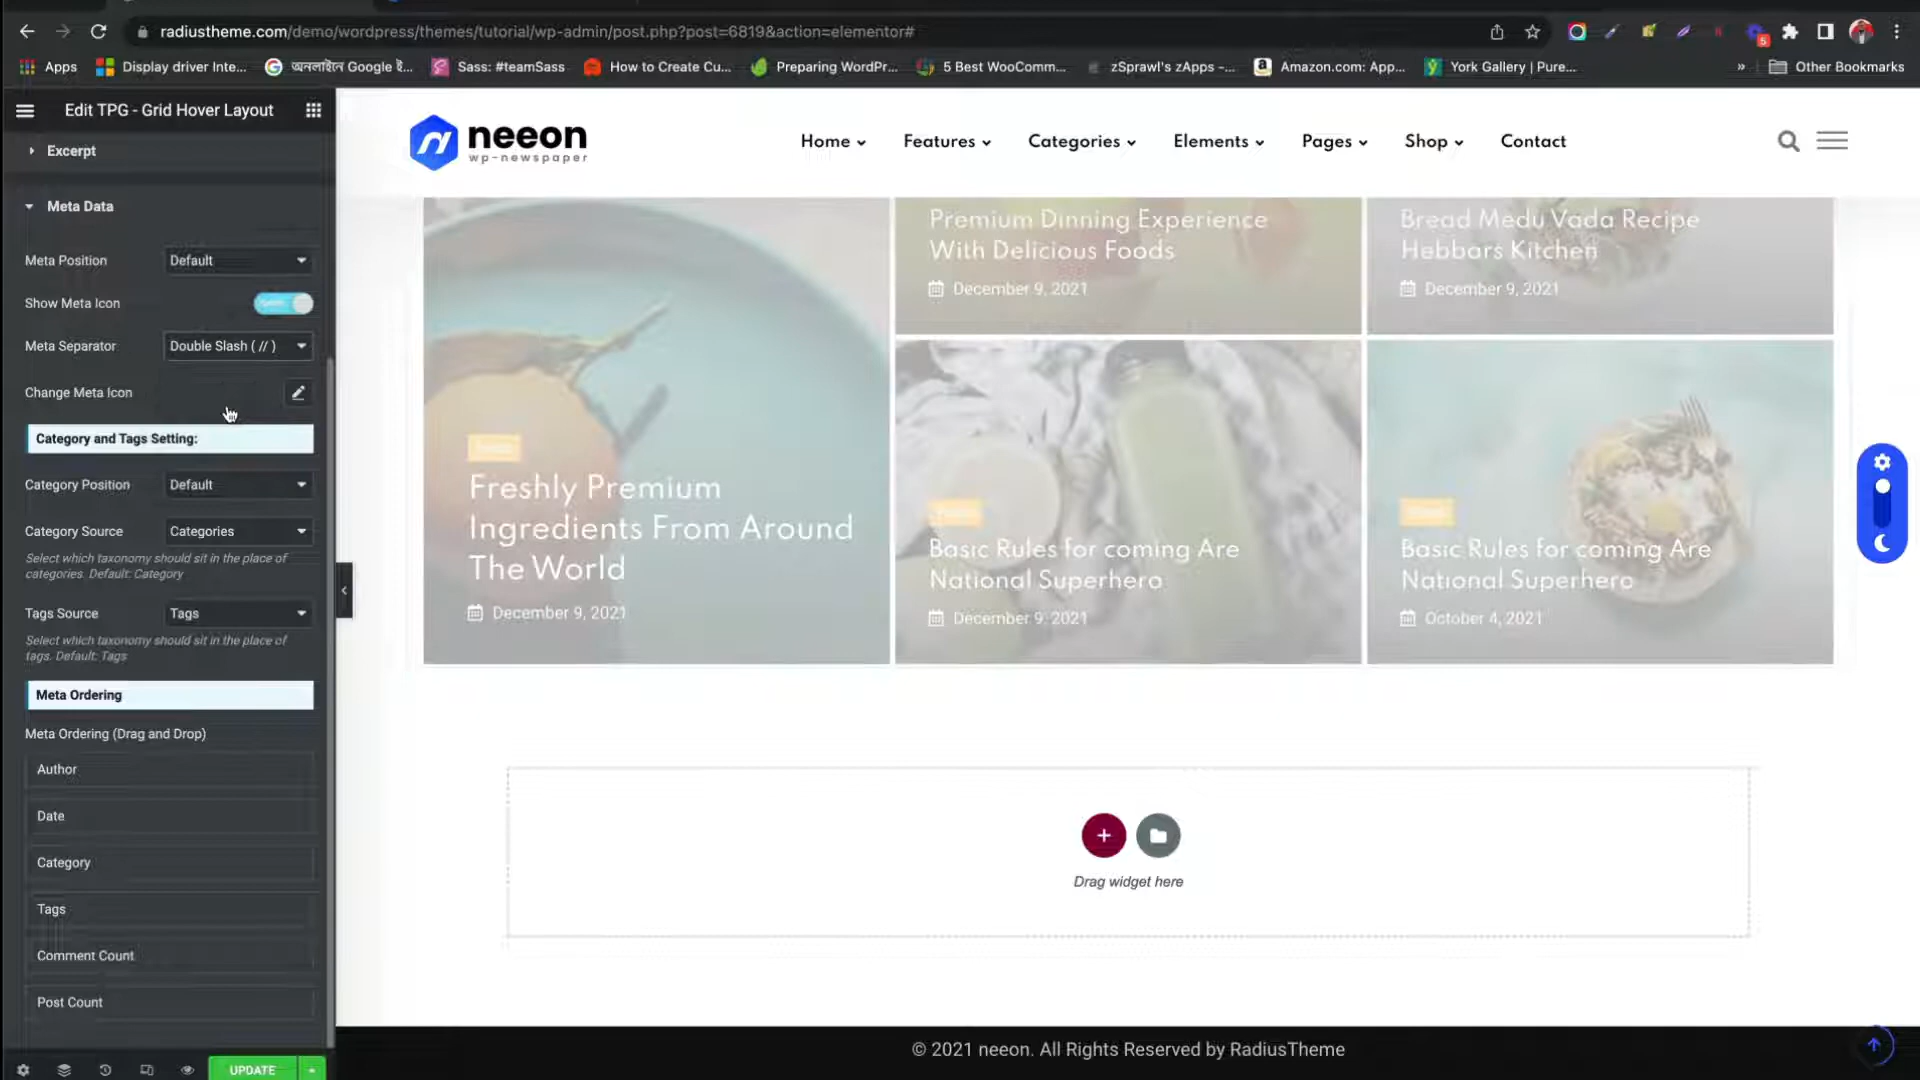 radiustheme.com/demo/wordpress/themes/tutorial/wp-admin/post.php?post=6819&action=elementor#
Apps
Display driver Inte...
অনলাইনে Google ই...
Sass: #teamSass
How to Create Cu...
Preparing WordPr...
5 Best WooComm...
zSprawl's zApps -...
Amazon.com: App...
York Gallery | Pure...
»
Other Bookmarks
5
Edit TPG - Grid Hover Layout
Excerpt
Meta Data
Meta Position
Default
Show Meta Icon
Meta Separator
Double Slash ( // )
Change Meta Icon
Category and Tags Setting:
Category Position
Default
Category Source
Categories
Select which taxonomy should sit in the place of
categories. Default: Category
Tags Source
Tags
Select which taxonomy should sit in the place of
tags. Default: Tags
Meta Ordering
Meta Ordering (Drag and Drop)
Author
Date
Category
Tags
Comment Count
Post Count
UPDATE
neeon
wp-newspaper
Home
Features
Categories
Elements
Pages
Shop
Contact
Premium Dinning Experience
With Delicious Foods
December 9, 2021
Bread Medu Vada Recipe
Hebbars Kitchen
December 9, 2021
Freshly Premium
Ingredients From Around
The World
December 9, 2021
Basic Rules for coming Are
National Superhero
December 9, 2021
Basic Rules for coming Are
National Superhero
October 4, 2021
Drag widget here
© 2021 neeon. All Rights Reserved by RadiusTheme